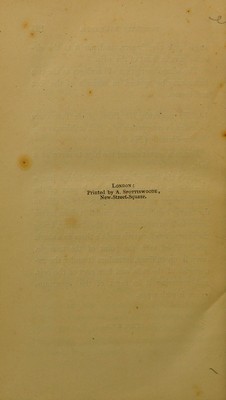 London:
Printed by A. Spottiswoode,
New-Street-Square.